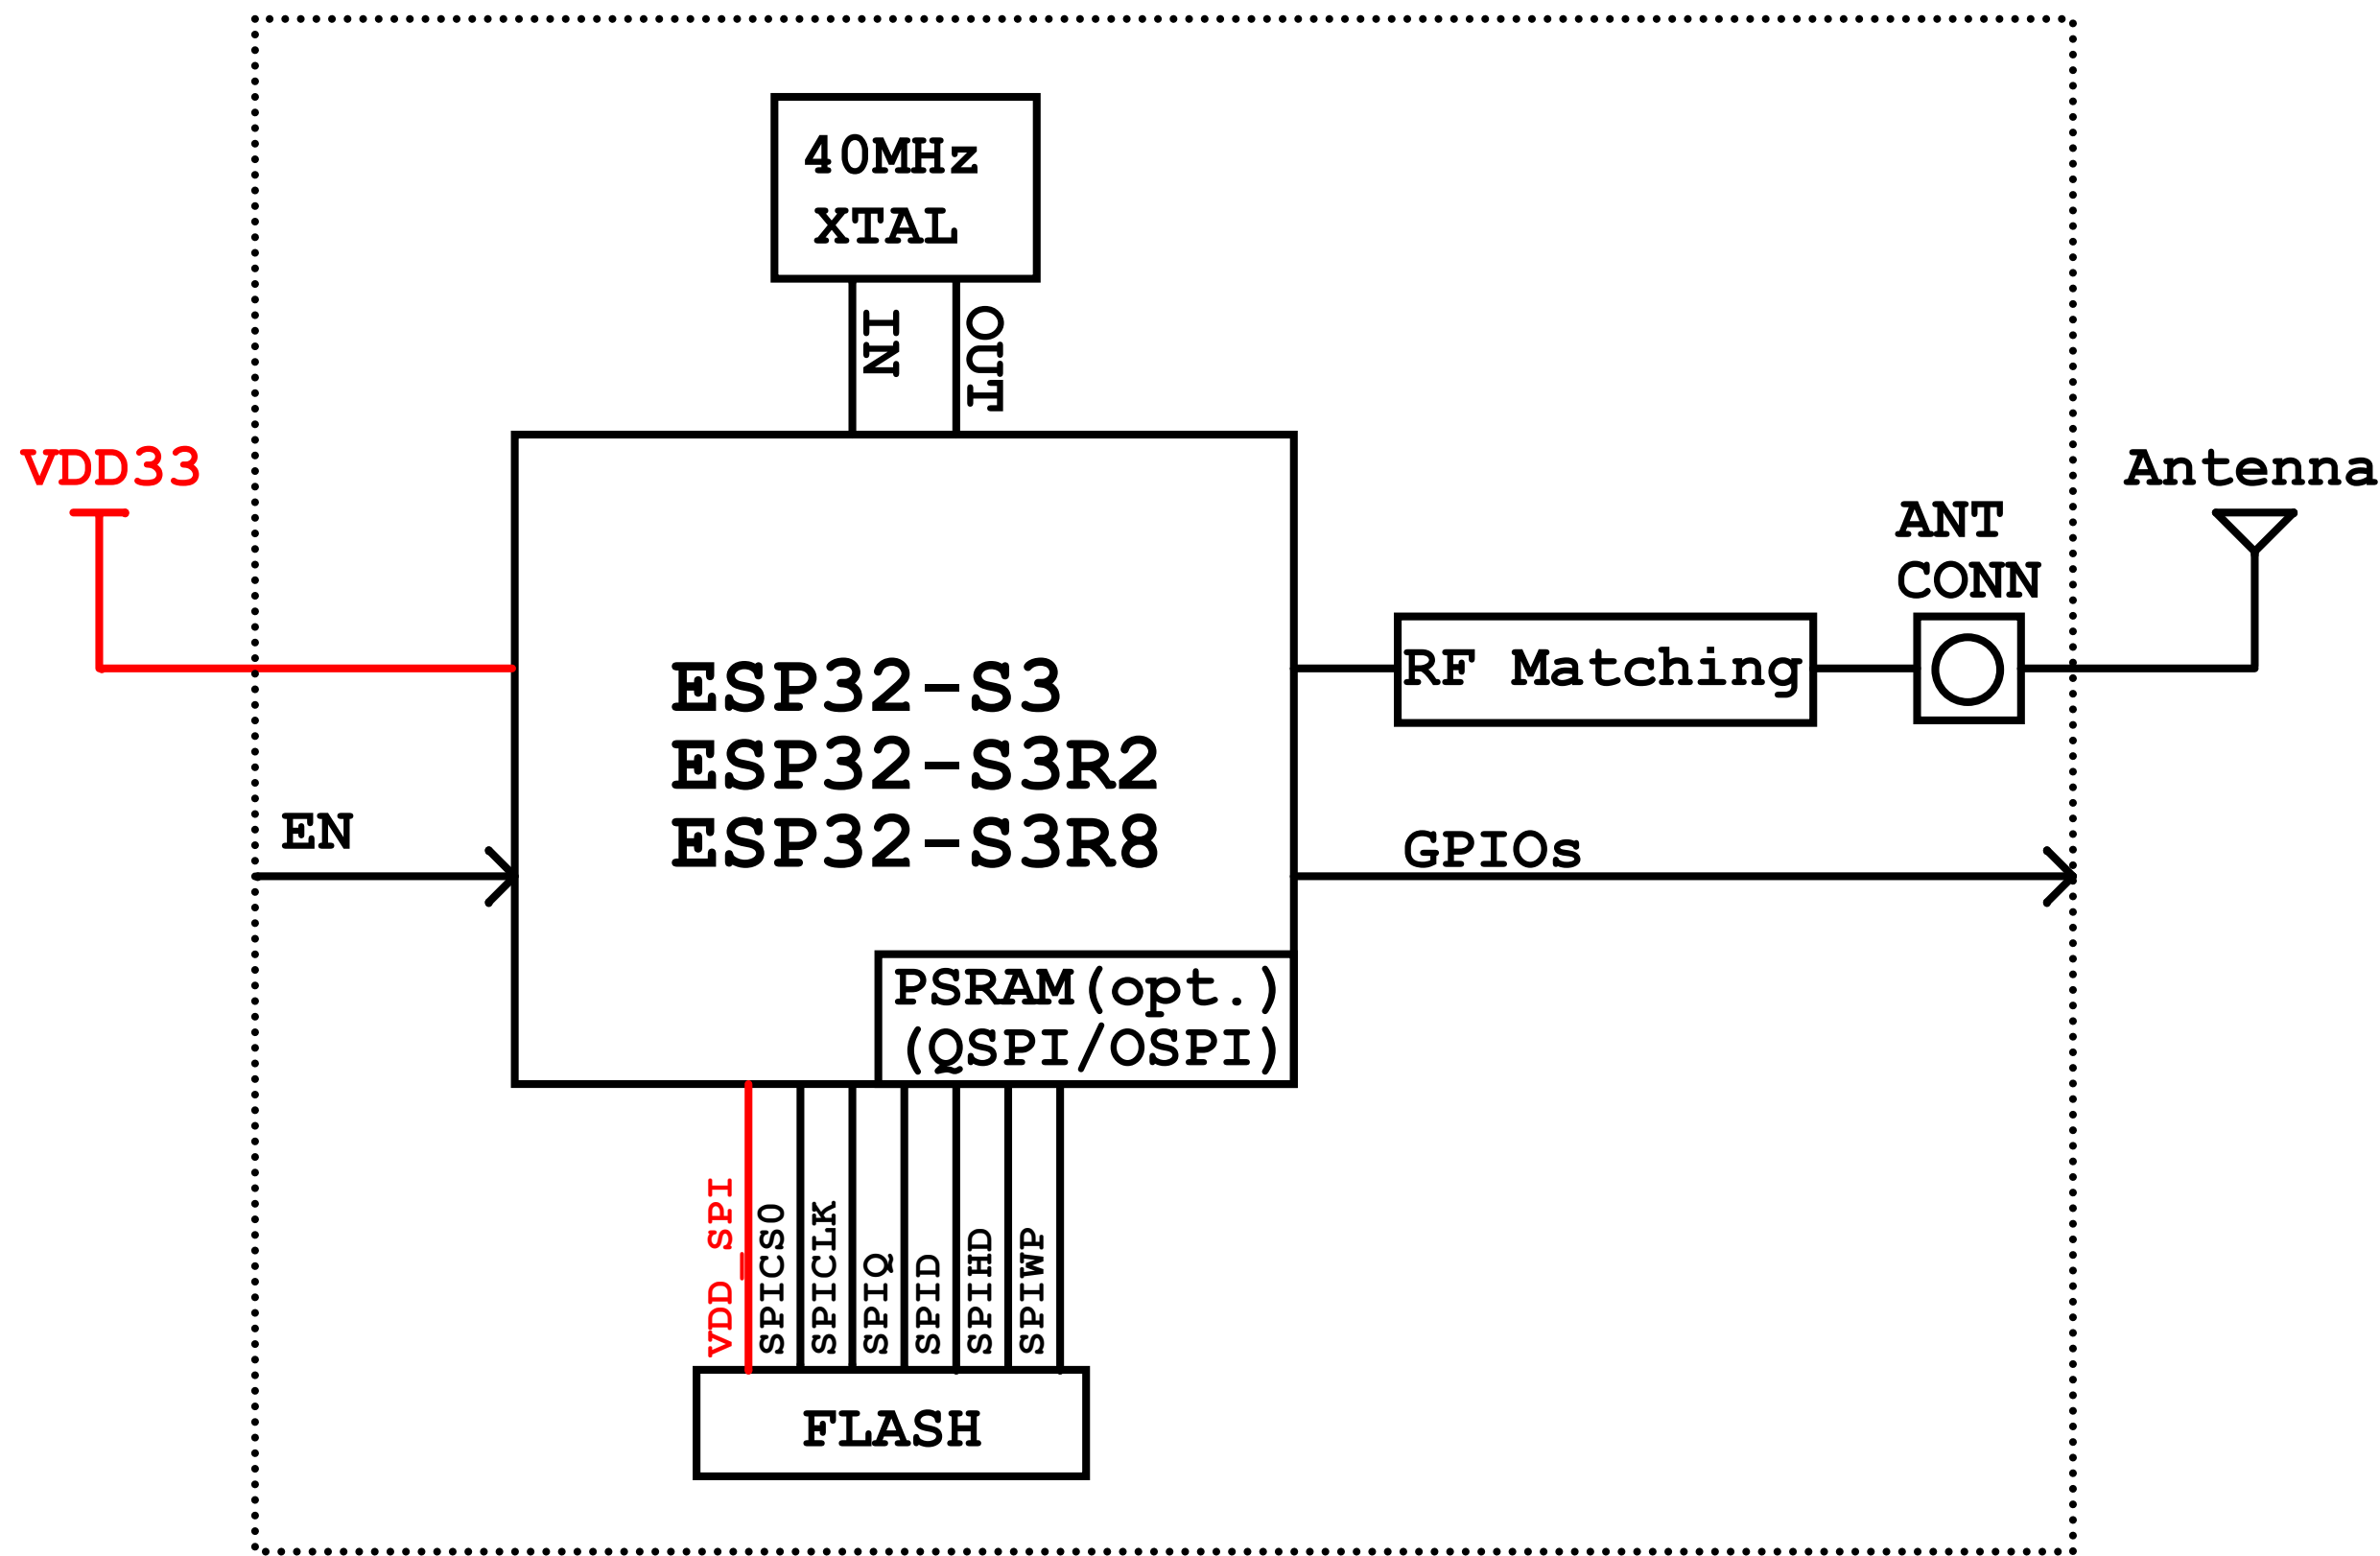 40MHz
XTAL
IN
OUT
VDD33
Antenna
ANT
CONN
RF Matching
ESP32-S3
ESP32-S3R2
ESP32-S3R8
EN
GPIOs
PSRAM(opt.)
(QSPI/OSPI)
VDD_SPI
SPICS0
SPICLK
SPIQ
SPID
SPIHD
SPIWP
FLASH